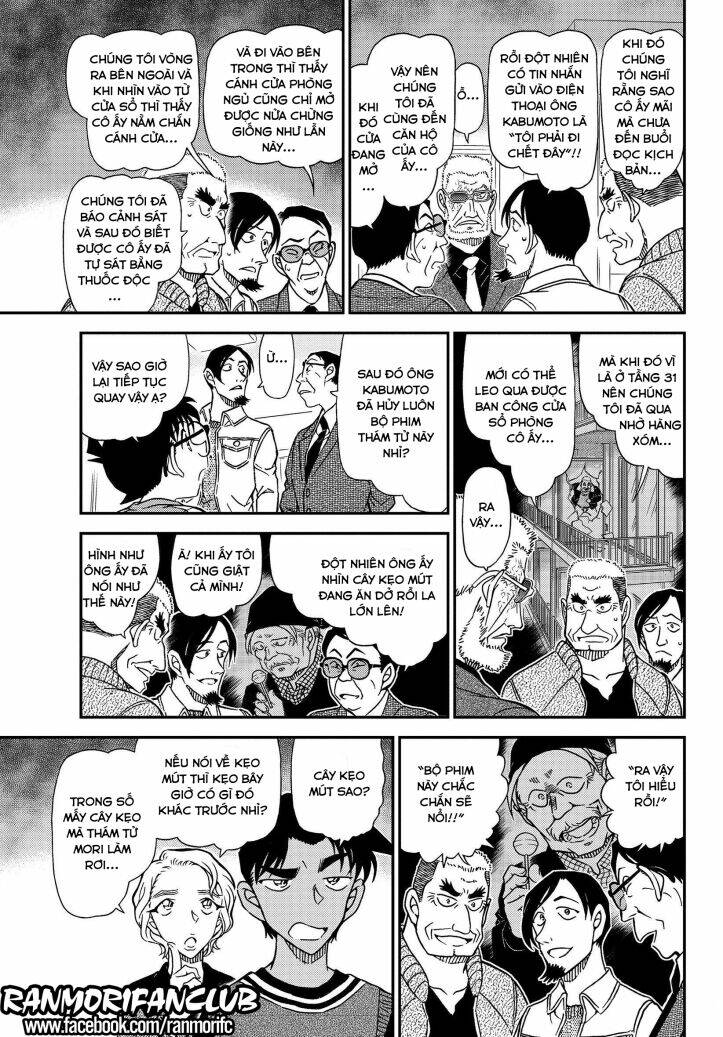 KHI ĐÓ
CHÚNG
TÔI NGHĨ
RẰNG SAO
CÔ ẤY MÃI
MÀ CHƯA
ĐẾN BUỔI
ĐỌC KỊCH
BẢN...
RỒI ĐỘT NHIÊN
CÓ TIN NHẮN
GỬI VÀO ĐIỆN
THOẠI ÔNG
KABUMOTO LÀ
“TÔI PHẢI ĐI
CHẾT ĐÂY”!!
Ồ...
VẬY NÊN
CHÚNG
TÔI ĐÃ
CÙNG ĐẾN
CĂN HỘ
CỦA CÔ
ẤY...
KHI
ĐÓ
CỬA
ĐANG
MỞ
...
VÀ ĐI VÀO BÊN
TRONG THÌ THẤY
CÁNH CỬA PHÒNG
NGỦ CŨNG CHỈ MỞ
ĐƯỢC NỬA CHỪNG
GIỐNG NHƯ LẦN
NÀY...
CHÚNG TÔI VÒNG
RA BÊN NGOÀI VÀ
KHI NHÌN VÀO TỪ
CỬA SỔ THÌ THẤY
CÔ ẤY NẰM CHẮN
CÁNH CỬA...
CHÚNG TÔI ĐÃ
BÁO CẢNH SÁT
VÀ SAU ĐÓ BIẾT
ĐƯỢC CÔ ẤY ĐÃ
TỰ SÁT BẰNG
THUỐC ĐỘC
...
MÀ KHI ĐÓ VÌ
LÀ Ở TẦNG 31
NÊN CHÚNG
TÔI ĐÃ QUA
NHỜ HÀNG
XÓM...
MỚI CÓ THỂ
LEO QUA ĐƯỢC
BAN CÔNG CỬA
SỔ PHÒNG
CÔ ẤY...
RA
VẬY...
SAU ĐÓ ÔNG
KABUMOTO
ĐÃ HỦY LUÔN
BỘ PHIM
THÁM TỬ NÀY
NHỈ?
Ừ...
VẬY SAO GIỜ
LẠI TIẾP TỤC
QUAY VẬY Ạ?
ĐỘT NHIÊN ÔNG ẤY
NHÌN CÂY KẸO MÚT
ĐANG ĂN DỞ RỒI LA
LỚN LÊN!
À! KHI ẤY TÔI
CŨNG GIẬT
CẢ MÌNH!
HÌNH NHƯ
ÔNG ẤY ĐÃ
NÓI NHƯ
THẾ NÀY!
“RA VẬY
TÔI HIỂU
RỒI!”
“BỘ PHIM
NÀY CHẮC
CHẮN SẼ
NỔI!!”
CÂY KẸO
MÚT SAO?
NẾU NÓI VỀ KẸO
MÚT THÌ KẸO BÂY
GIỜ CÓ GÌ ĐÓ
KHÁC TRƯỚC NHỈ?
TRONG SỐ
MẤY CÂY KẸO
MÀ THÁM TỬ
MORI LÀM
RƠI...
RANMORIFANCLUB
www.facebook.com/ranmorifc